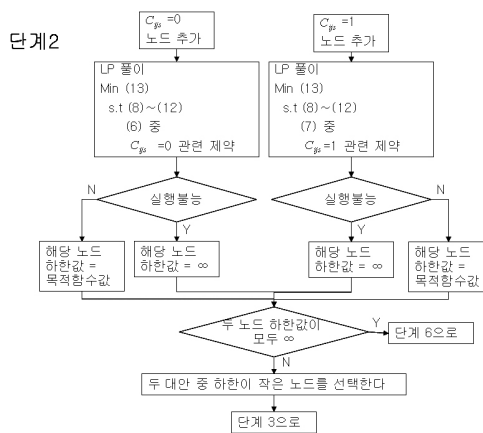 단계2
C_ijs =0
노드 추가
LP 풀이
Min (13)
s.t (8)~(12)
(6) 중
C_ijs =0 관련 제약
실행불능
N
Y
해당 노드
하한값 =
목적함수값
해당 노드
하한값 = ∞
C_ijs =1
노드 추가
LP 풀이
Min (13)
s.t (8)~(12)
(7) 중
C_ijs=1 관련 제약
실행불능
N
Y
해당 노드
하한값 = ∞
해당 노드
하한값 =
목적함수값
두 노드 하한값이
모두 ∞
Y
단계 6으로
N
두 대안 중 하한이 작은 노드를 선택한다
단계 3으로